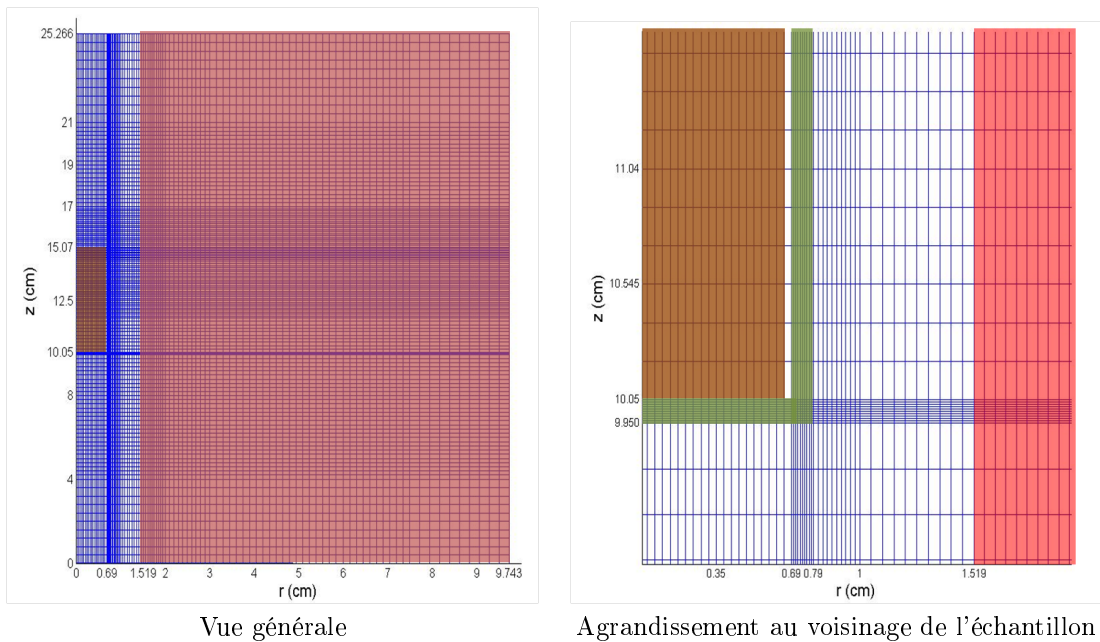 25.266
21
19
17
15.07
12.5
10.05
8
4
0
z (cm)
0 0.69 1.519 2 3 4 5 6 7 8 9 9.743
r (cm)
Vue générale
11.04
10.545
10.05
9.950
z (cm)
0.35 0.69 0.79 1 1.519
r (cm)
Agrandissement au voisinage de l'échantillon